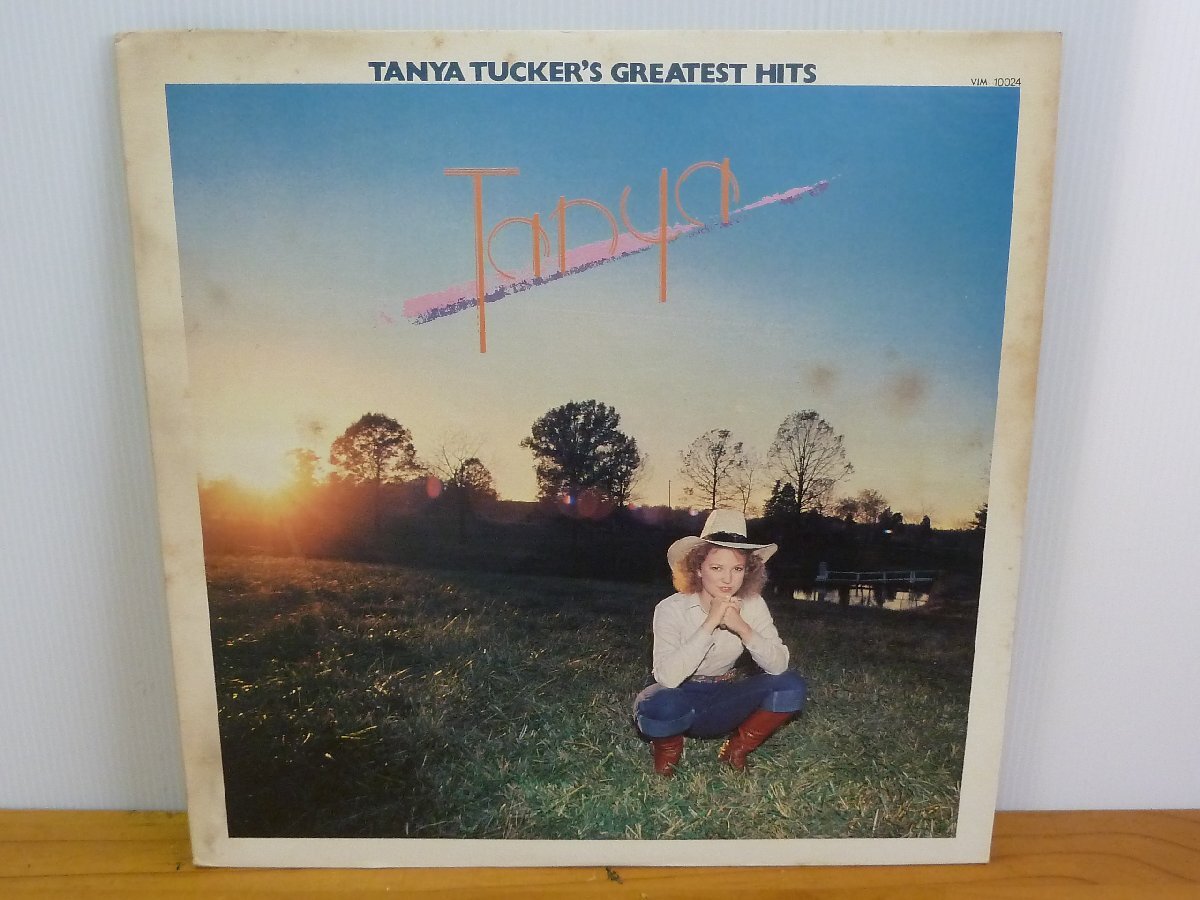 TANYA TUCKER'S GREATEST HITS
VIM 10024
Tanya